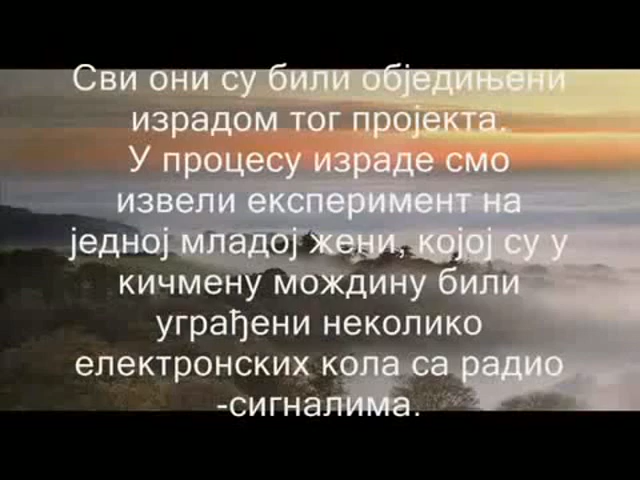 Сви они су били обједињени
израдом тог пројекта.
У процесу израде смо
извели експеримент на
једној младој жени, којој су у
кичмену мождину били
уграђени неколико
електронских кола са радио
-сигналима.